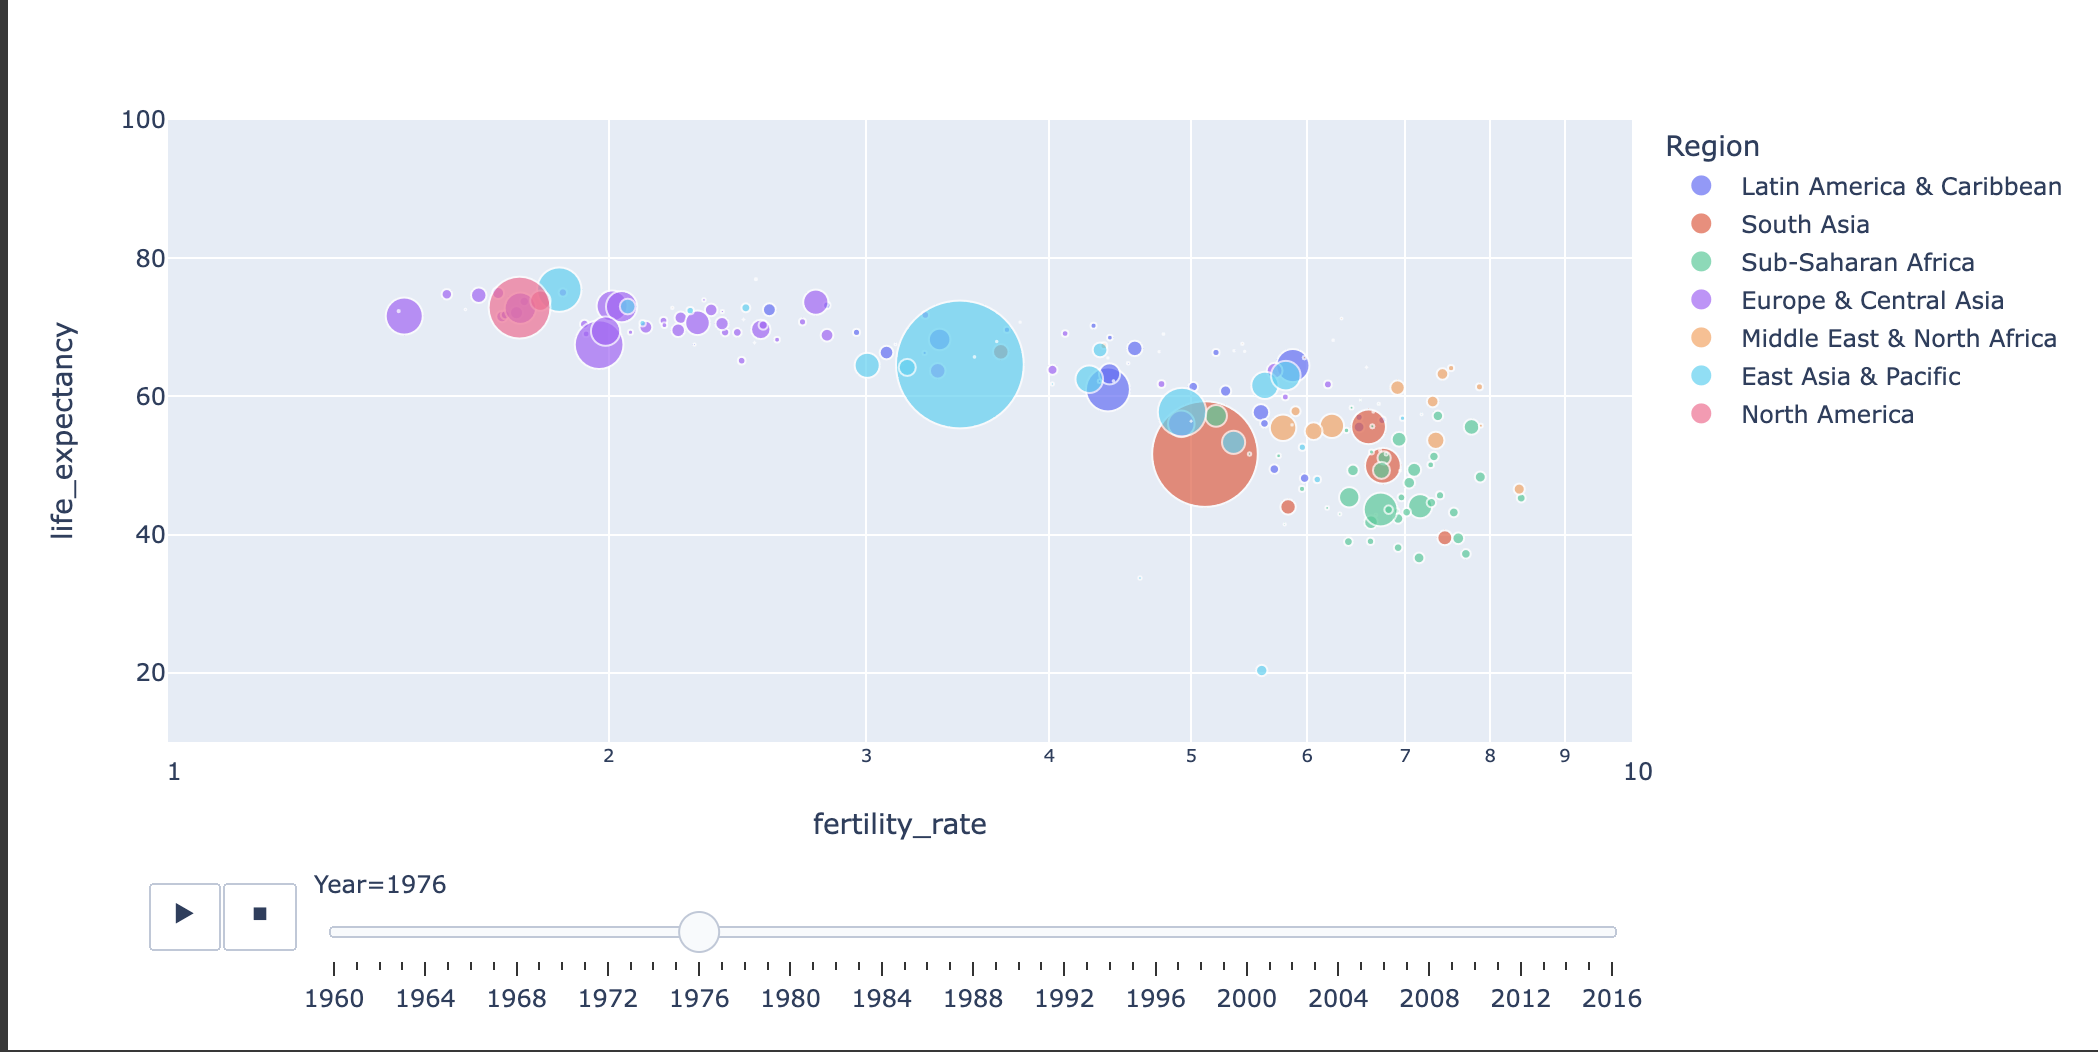 100
80
60
40
20
life_expectancy
2 3 4 5 6 7 8 9
1 10
fertility_rate
Region
Latin America & Caribbean
South Asia
Sub-Saharan Africa
Europe & Central Asia
Middle East & North Africa
East Asia & Pacific
North America
Year=1976
1960 1964 1968 1972 1976 1980 1984 1988 1992 1996 2000 2004 2008 2012 2016